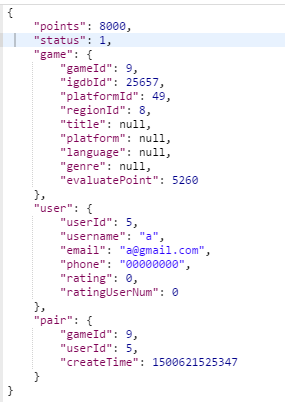 {
    "points": 8000,
    "status": 1,
    "game": {
        "gameId": 9,
        "igdbId": 25657,
        "platformId": 49,
        "regionId": 8,
        "title": null,
        "platform": null,
        "language": null,
        "genre": null,
        "evaluatePoint": 5260
    },
    "user": {
        "userId": 5,
        "username": "a",
        "email": "a@gmail.com",
        "phone": "00000000",
        "rating": 0,
        "ratingUserNum": 0
    },
    "pair": {
        "gameId": 9,
        "userId": 5,
        "createTime": 1500621525347
    }
}